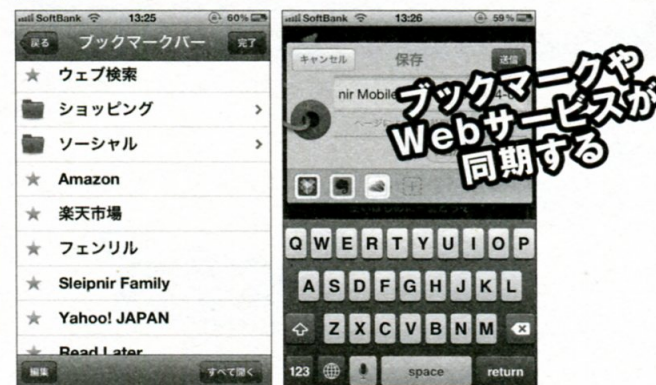 SoftBank 13:25 60%
戻る ブックマークバー 完了
ウェブ検索
ショッピング
ソーシャル
Amazon
楽天市場
フェンリル
Sleipnir Family
Yahoo! JAPAN
Read Later
編集 すべて開く
SoftBank 13:26 59%
キャンセル 保存 送信
nir Mobile
Q W E R T Y U I O P
A S D F G H J K L
Z X C V B N M
123 space return
ブックマークや
Webサービスが
同期する